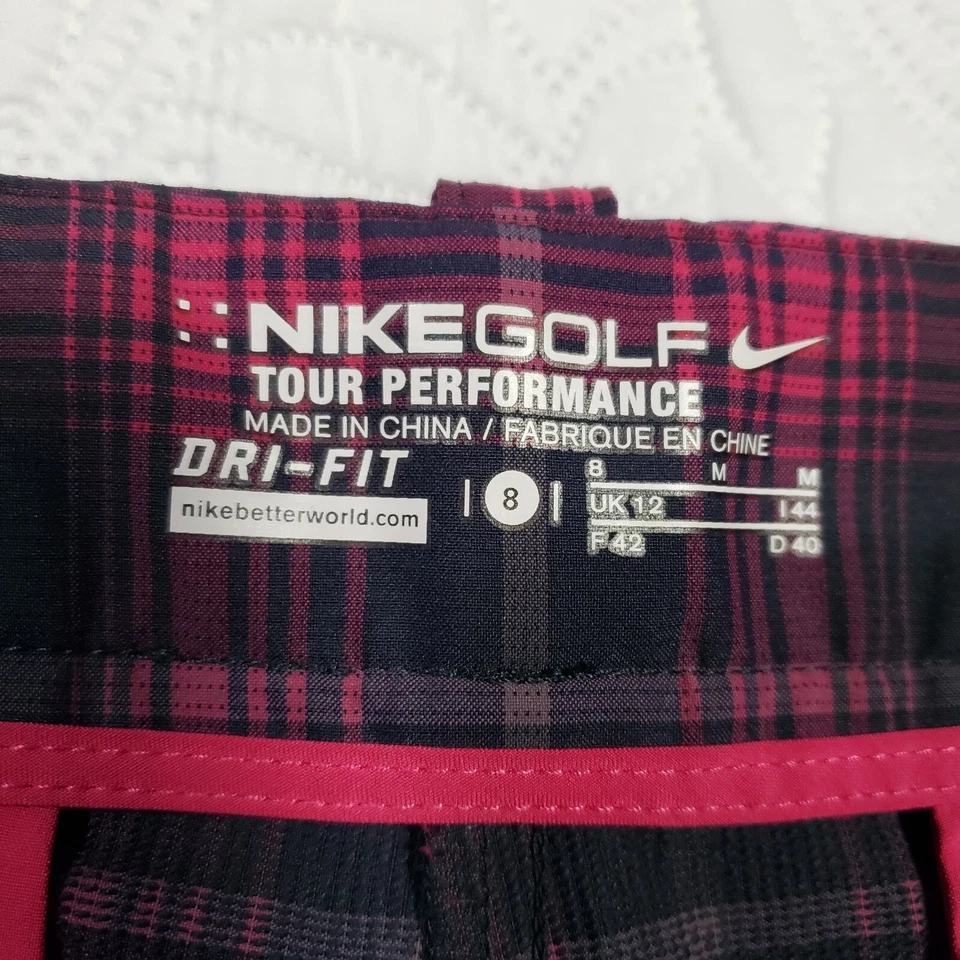 NIKEGOLF
TOUR PERFORMANCE
MADE IN CHINA / FABRIQUE EN CHINE
DRI-FIT
nikebetterworld.com
8
8 M M
UK 12 I 44
F 42 D 40